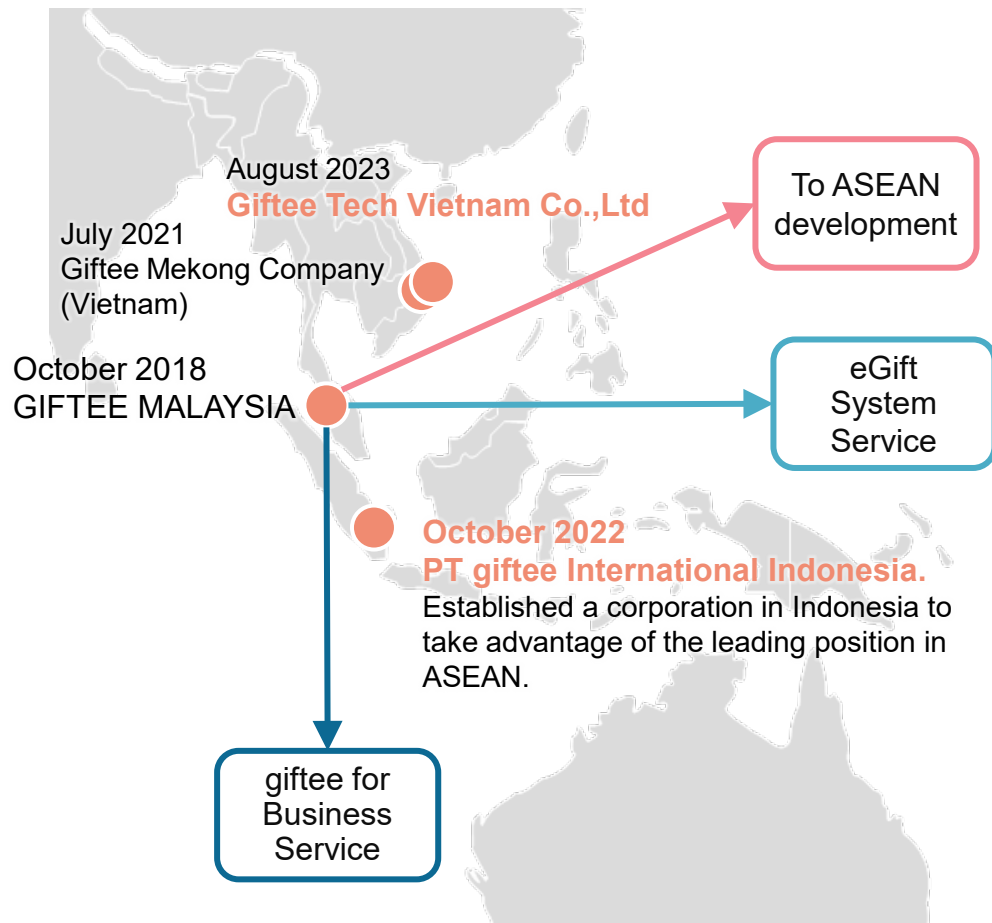 August 2023
Giftee Tech Vietnam Co.,Ltd
July 2021
Giftee Mekong Company
(Vietnam)
October 2018
GIFTEE MALAYSIA
To ASEAN
development
eGift
System
Service
October 2022
PT giftee International Indonesia.
Established a corporation in Indonesia to
take advantage of the leading position in
ASEAN.
giftee for
Business
Service